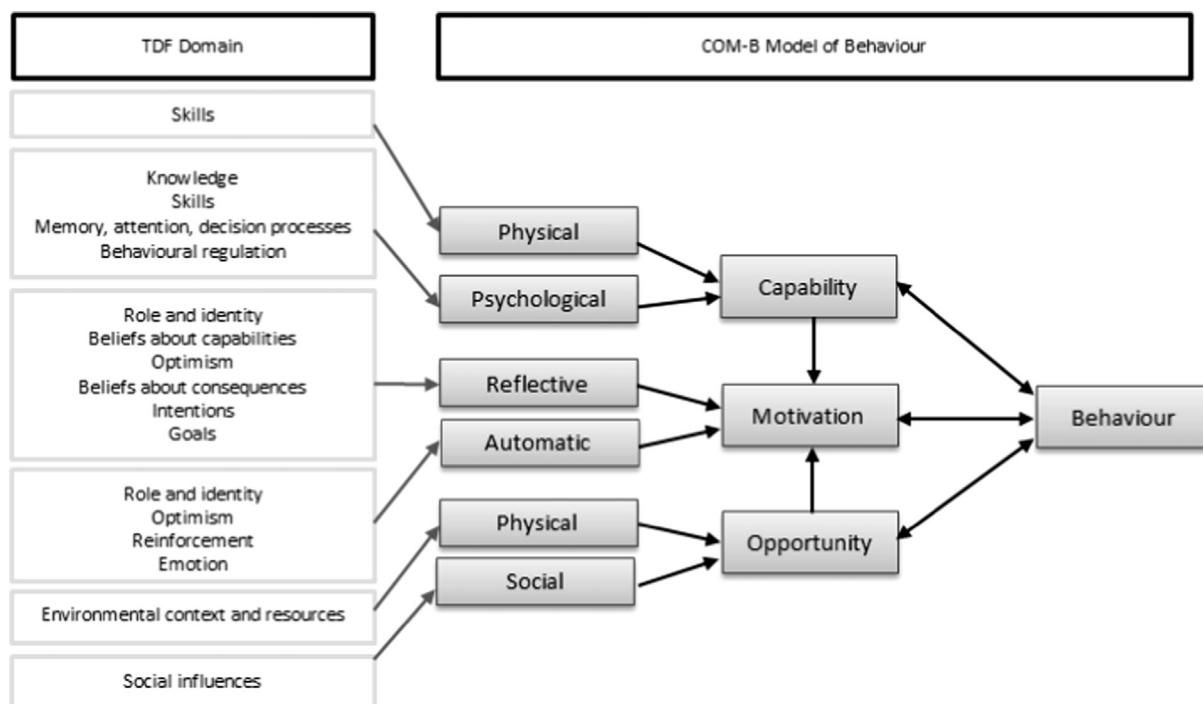 TDF Domain
COM-B Model of Behaviour
Skills
Knowledge
Skills
Memory, attention, decision processes
Behavioural regulation
Role and identity
Beliefs about capabilities
Optimism
Beliefs about consequences
Intentions
Goals
Role and identity
Optimism
Reinforcement
Emotion
Environmental context and resources
Social influences
Physical
Psychological
Reflective
Automatic
Physical
Social
Capability
Motivation
Opportunity
Behaviour